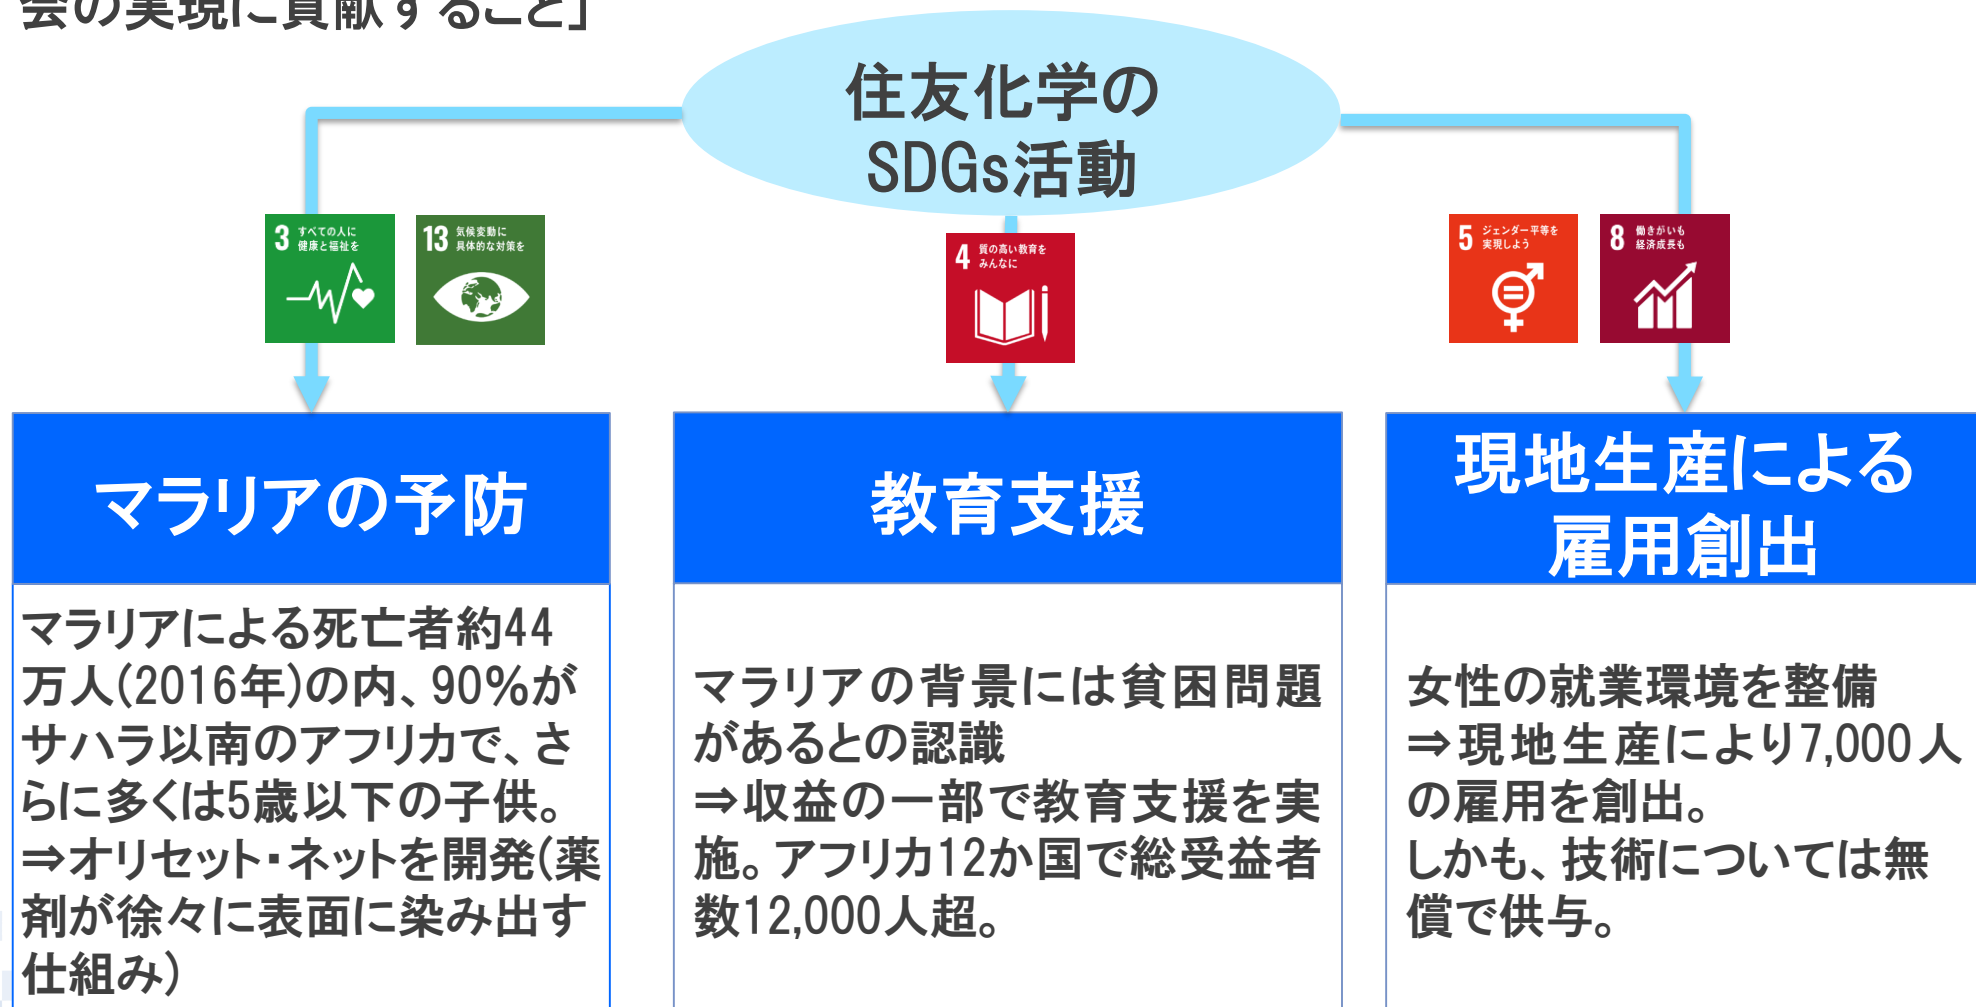 会の実現に貢献すること」
住友化学の
SDGs活動
3 すべての人に
健康と福祉を
13 気候変動に
具体的な対策を
4 質の高い教育を
みんなに
5 ジェンダー平等を
実現しよう
8 働きがいも
経済成長も
マラリアの予防
マラリアによる死亡者約44
万人(2016年)の内、90%が
サハラ以南のアフリカで、さ
らに多くは5歳以下の子供。
⇒オリセット・ネットを開発(薬
剤が徐々に表面に染み出す
仕組み)
教育支援
マラリアの背景には貧困問題
があるとの認識
⇒収益の一部で教育支援を実
施。アフリカ12か国で総受益者
数12,000人超。
現地生産による
雇用創出
女性の就業環境を整備
⇒現地生産により7,000人
の雇用を創出。
しかも、技術については無
償で供与。